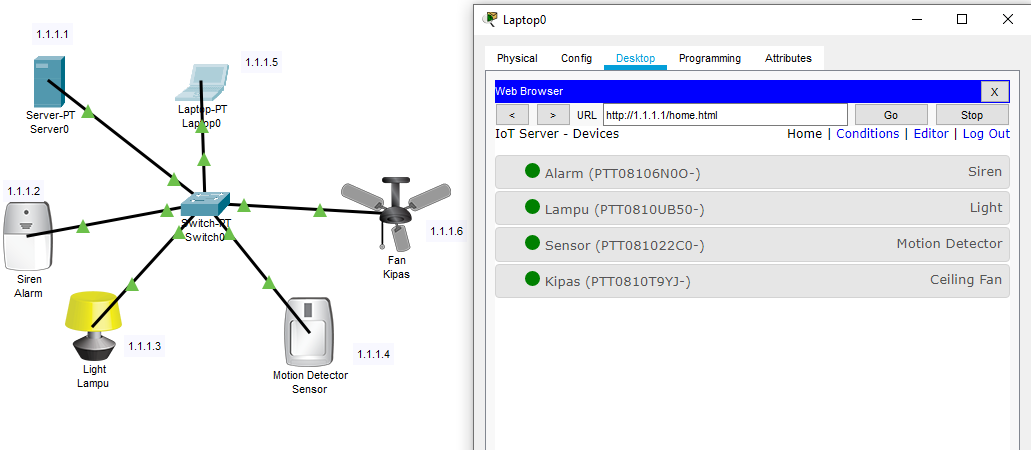 1.1.1.1
1.1.1.5
Server-PT
Server0
Laptop-PT
Laptop0
1.1.1.2
Switch-PT
Switch0
1.1.1.6
Siren
Alarm
Fan
Kipas
1.1.1.3
1.1.1.4
Light
Lampu
Motion Detector
Sensor
Laptop0
Physical Config Desktop Programming Attributes
Web Browser X
< > URL http://1.1.1.1/home.html Go Stop
IoT Server - Devices Home | Conditions | Editor | Log Out
Alarm (PTT08106N0O-) Siren
Lampu (PTT0810UB50-) Light
Sensor (PTT081022C0-) Motion Detector
Kipas (PTT0810T9YJ-) Ceiling Fan